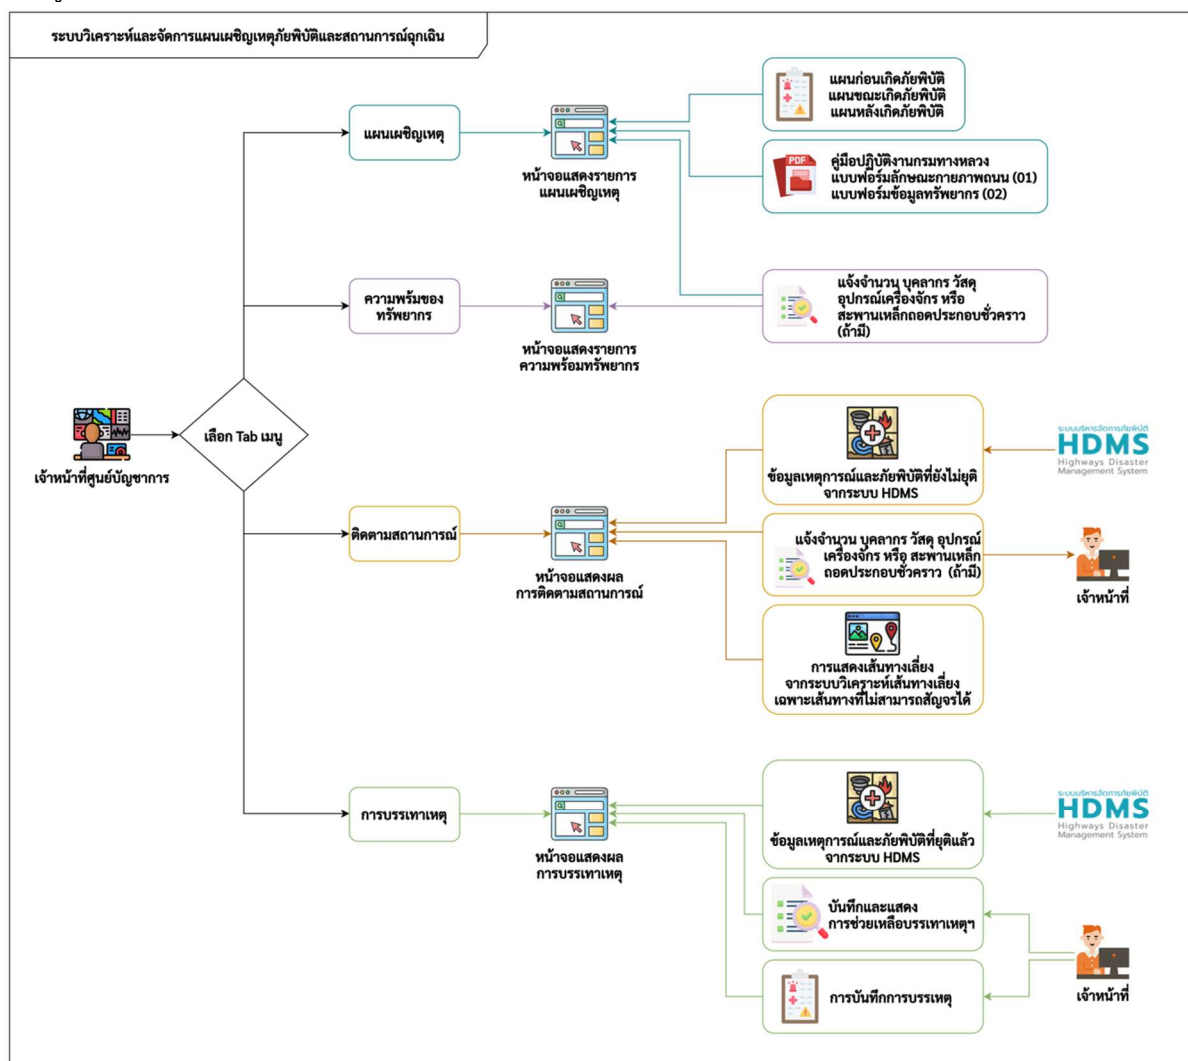 ระบบวิเคราะห์และจัดการแผนเผชิญเหตุภัยพิบัติและสถานการณ์ฉุกเฉิน
แผนเผชิญเหตุ
หน้าจอแสดงรายการ
แผนเผชิญเหตุ
แผนก่อนเกิดภัยพิบัติ
แผนขณะเกิดภัยพิบัติ
แผนหลังเกิดภัยพิบัติ
PDF
คู่มือปฏิบัติงานกรมทางหลวง
แบบฟอร์มลักษณะกายภาพถนน (01)
แบบฟอร์มข้อมูลทรัพยากร (02)
ความพร้มของ
ทรัพยากร
หน้าจอแสดงรายการ
ความพร้อมทรัพยากร
แจ้งจำนวน บุคลากร วัสดุ
อุปกรณ์เครื่องจักร หรือ
สะพานเหล็กถอดประกอบชั่วคราว
(ถ้ามี)
เจ้าหน้าที่ศูนย์บัญชาการ
เลือก Tab เมนู
ติดตามสถานการณ์
หน้าจอแสดงผล
การติดตามสถานการณ์
ข้อมูลเหตุการณ์และภัยพิบัติที่ยังไม่ยุติ
จากระบบ HDMS
ระบบบริหารจัดการภัยพิบัติ
HDMS
Highways Disaster
Management System
แจ้งจำนวน บุคลากร วัสดุ อุปกรณ์
เครื่องจักร หรือ สะพานเหล็ก
ถอดประกอบชั่วคราว (ถ้ามี)
เจ้าหน้าที่
การแสดงเส้นทางเลี่ยง
จากระบบวิเคราะห์เส้นทางเลี่ยง
เฉพาะเส้นทางที่ไม่สามารถสัญจรได้
การบรรเทาเหตุ
หน้าจอแสดงผล
การบรรเทาเหตุ
ข้อมูลเหตุการณ์และภัยพิบัติที่ยุติแล้ว
จากระบบ HDMS
ระบบบริหารจัดการภัยพิบัติ
HDMS
Highways Disaster
Management System
บันทึกและแสดง
การช่วยเหลือบรรเทาเหตุฯ
การบันทึกการบรรเหตุ
เจ้าหน้าที่